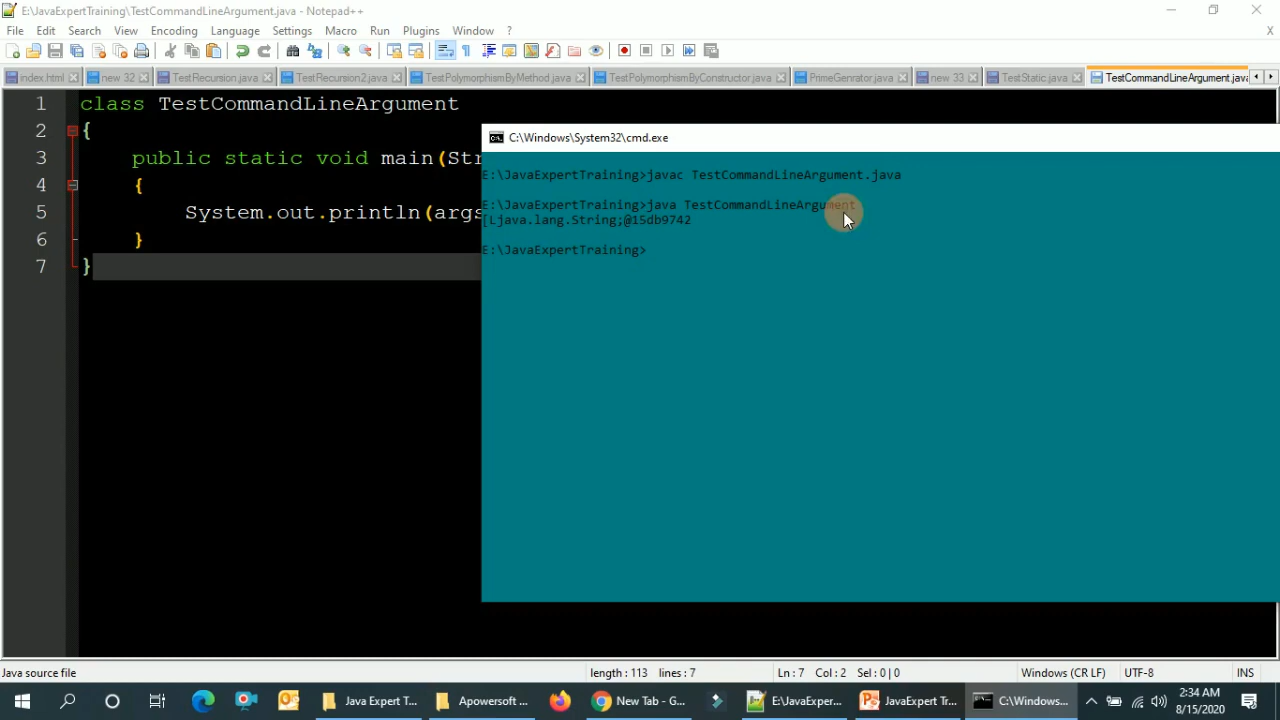 E:\JavaExpertTraining\TestCommandLineArgument.java - Notepad++
File Edit Search View Encoding Language Settings Macro Run Plugins Window ? X
index.html new 32 TestRecursion.java TestRecursion2.java TestPolymorphismByMethod.java TestPolymorphismByConstructor.java PrimeGenrator.java new 33 TestStatic.java TestCommandLineArgument.java
1 class TestCommandLineArgument
2 {
3 public static void main(Str
4 {
5 System.out.println(args
6 }
7 }
C:\Windows\System32\cmd.exe
E:\JavaExpertTraining>javac TestCommandLineArgument.java
E:\JavaExpertTraining>java TestCommandLineArgument
[Ljava.lang.String;@15db9742
E:\JavaExpertTraining>
Java source file length : 113 lines : 7 Ln : 7 Col : 2 Sel : 0 | 0 Windows (CR LF) UTF-8 INS
Java Expert T... Apowersoft ... New Tab - G... E:\JavaExper... JavaExpert Tr... C:\Windows... 2:34 AM
8/15/2020